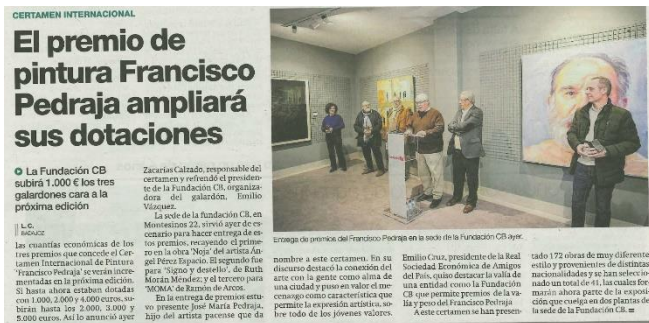 CERTAMEN INTERNACIONAL
El premio de
pintura Francisco
Pedraja ampliará
sus dotaciones
La Fundación CB
subirá 1.000 € los tres
galardones cara a la
próxima edición
L.C.
BADAJOZ
las cuantías económicas de los
tres premios que concede el Cer-
tamen Internacional de Pintura
'Francisco Pedraja' se verán incre-
mentadas en la próxima edición.
Si hasta ahora estaban dotadas
con 1.000, 2.000 y 4.000 euros, su-
birán hasta los 2.000, 3.000 y
5.000 euros. Así lo anunció ayer
Zacarías Calzado, responsable del
certamen y refrendó el presiden-
te de la Fundación CB, organiza-
dora del galardón, Emilio
Vázquez.
La sede de la fundación CB, en
Montesinos 22, sirvió ayer de es-
cenario para hacer entrega de es-
tos premios, recayendo el prime-
ro en la obra 'Noja' del artista Án-
gel Pérez Espard. El segundo fue
para 'Signo y destello', de Ruth
Morán Méndez; y el tercero para
'MOMA' de Ramón de Arcos.
En la entrega de premios estu-
vo presente José María Pedraja,
hijo del artista pacense que da
Entrega de premios del Francisco Pedraja en la sede de la Fundación CB ayer.
nombre a este certamen. En su
discurso destacó la conexión del
arte con la gente como alma de
una ciudad y puso en valor el me-
cenazgo como característica que
permite la expresión artística, so-
bre todo de los jóvenes valores.
Emilio Cruz, presidente de la Real
Sociedad Económica de Amigos
del País, quiso destacar la valía de
una entidad como la Fundación
CB que permite premios de la va-
lía y peso del Francisco Pedraja
A este certamen se han presen-
tado 172 obras de muy diferente
estilo y provenientes de distintas
nacionalidades y se han seleccio-
nado un total de 41, las cuales for-
marán ahora parte de la exposi-
ción que cuelga en dos plantas de
la sede de la Fundación CB.